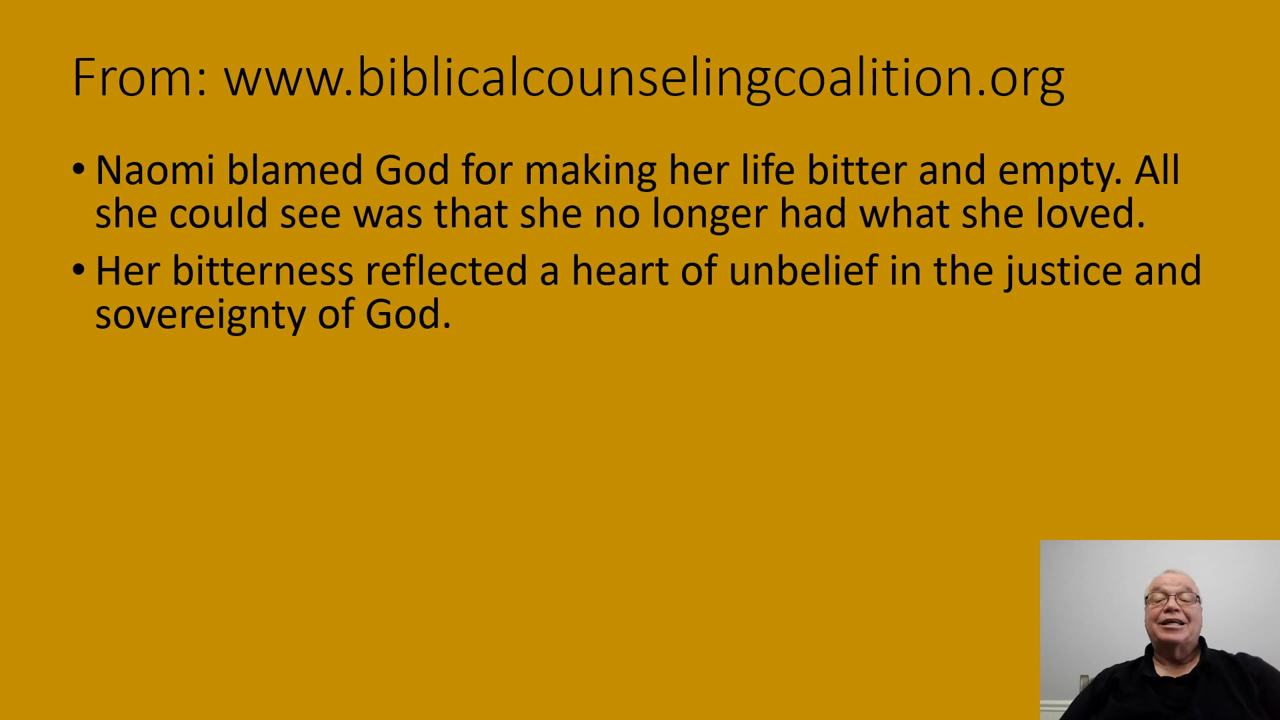 From: www.biblicalcounselingcoalition.org
• Naomi blamed God for making her life bitter and empty. All
she could see was that she no longer had what she loved.
• Her bitterness reflected a heart of unbelief in the justice and
sovereignty of God.